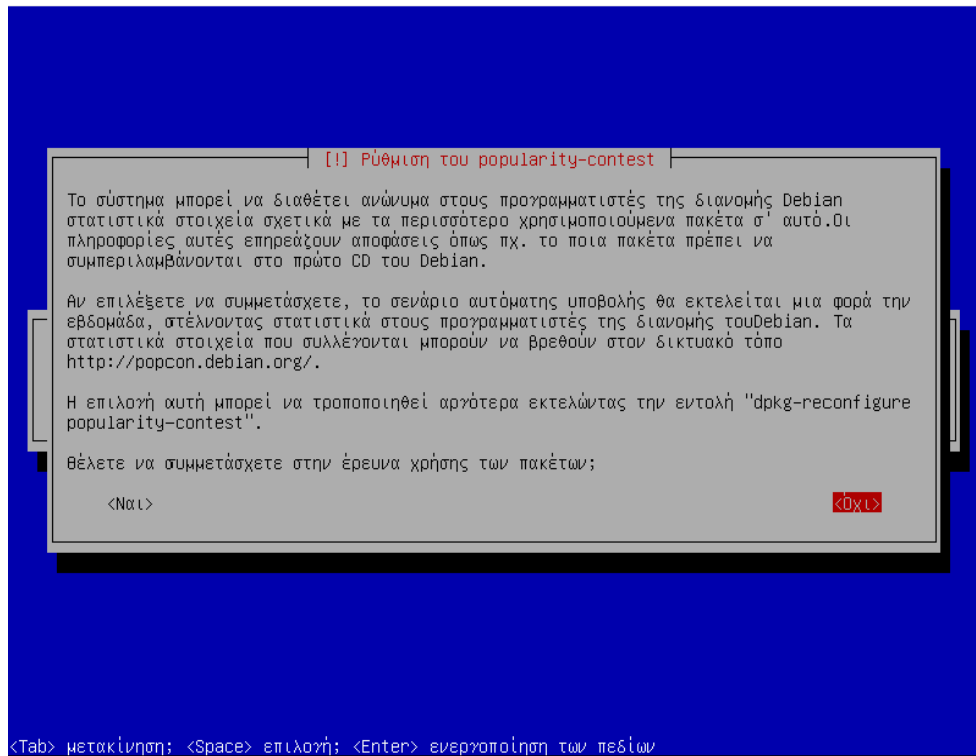 [!] Ρύθμιση του popularity-contest
Το σύστημα μπορεί να διαθέτει ανώνυμα στους προγραμματιστές της διανομής Debian
στατιστικά στοιχεία σχετικά με τα περισσότερο χρησιμοποιούμενα πακέτα σ' αυτό.Οι
πληροφορίες αυτές επηρεάζουν αποφάσεις όπως πχ. το ποια πακέτα πρέπει να
συμπεριλαμβάνονται στο πρώτο CD του Debian.
Αν επιλέξετε να συμμετάσχετε, το σενάριο αυτόματης υποβολής θα εκτελείται μια φορά την
εβδομάδα, στέλνοντας στατιστικά στους προγραμματιστές της διανομής τουDebian. Τα
στατιστικά στοιχεία που συλλέγονται μπορούν να βρεθούν στον δικτυακό τόπο
http://popcon.debian.org/.
Η επιλογή αυτή μπορεί να τροποποιηθεί αργότερα εκτελώντας την εντολή "dpkg-reconfigure
popularity-contest".
Θέλετε να συμμετάσχετε στην έρευνα χρήσης των πακέτων;
<Ναι> <Όχι>
<Tab> μετακίνηση; <Space> επιλογή; <Enter> ενεργοποίηση των πεδίων